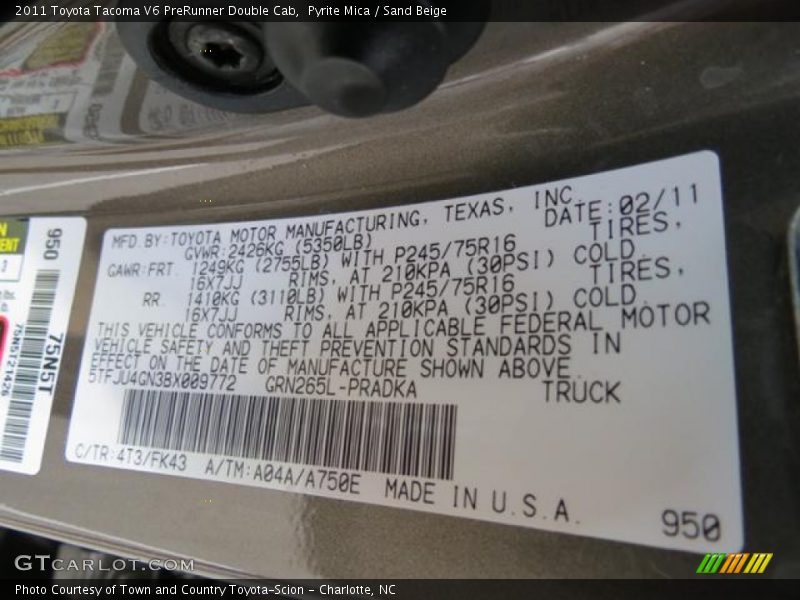 2011 Toyota Tacoma V6 PreRunner Double Cab, Pyrite Mica / Sand Beige
MFD BY:TOYOTA MOTOR MANUFACTURING, TEXAS, INC.
GVWR:2426KG (5350LB) DATE:02/11
GAWR:FRT 1249KG (2755LB) WITH P245/75R16 TIRES,
16X7JJ RIMS, AT 210KPA (30PSI) COLD.
RR. 1410KG (3110LB) WITH P245/75R16 TIRES,
16X7JJ RIMS, AT 210KPA (30PSI) COLD.
THIS VEHICLE CONFORMS TO ALL APPLICABLE FEDERAL MOTOR
VEHICLE SAFETY AND THEFT PREVENTION STANDARDS IN
EFFECT ON THE DATE OF MANUFACTURE SHOWN ABOVE.
5TFJU4GN3BX009772 GRN265L-PRADKA TRUCK
C/TR:4T3/FK43 A/TM:A04A/A750E MADE IN U.S.A.
950
950
75N5T
75N5T21426
GTCarLot.com
Photo Courtesy of Town and Country Toyota-Scion - Charlotte, NC